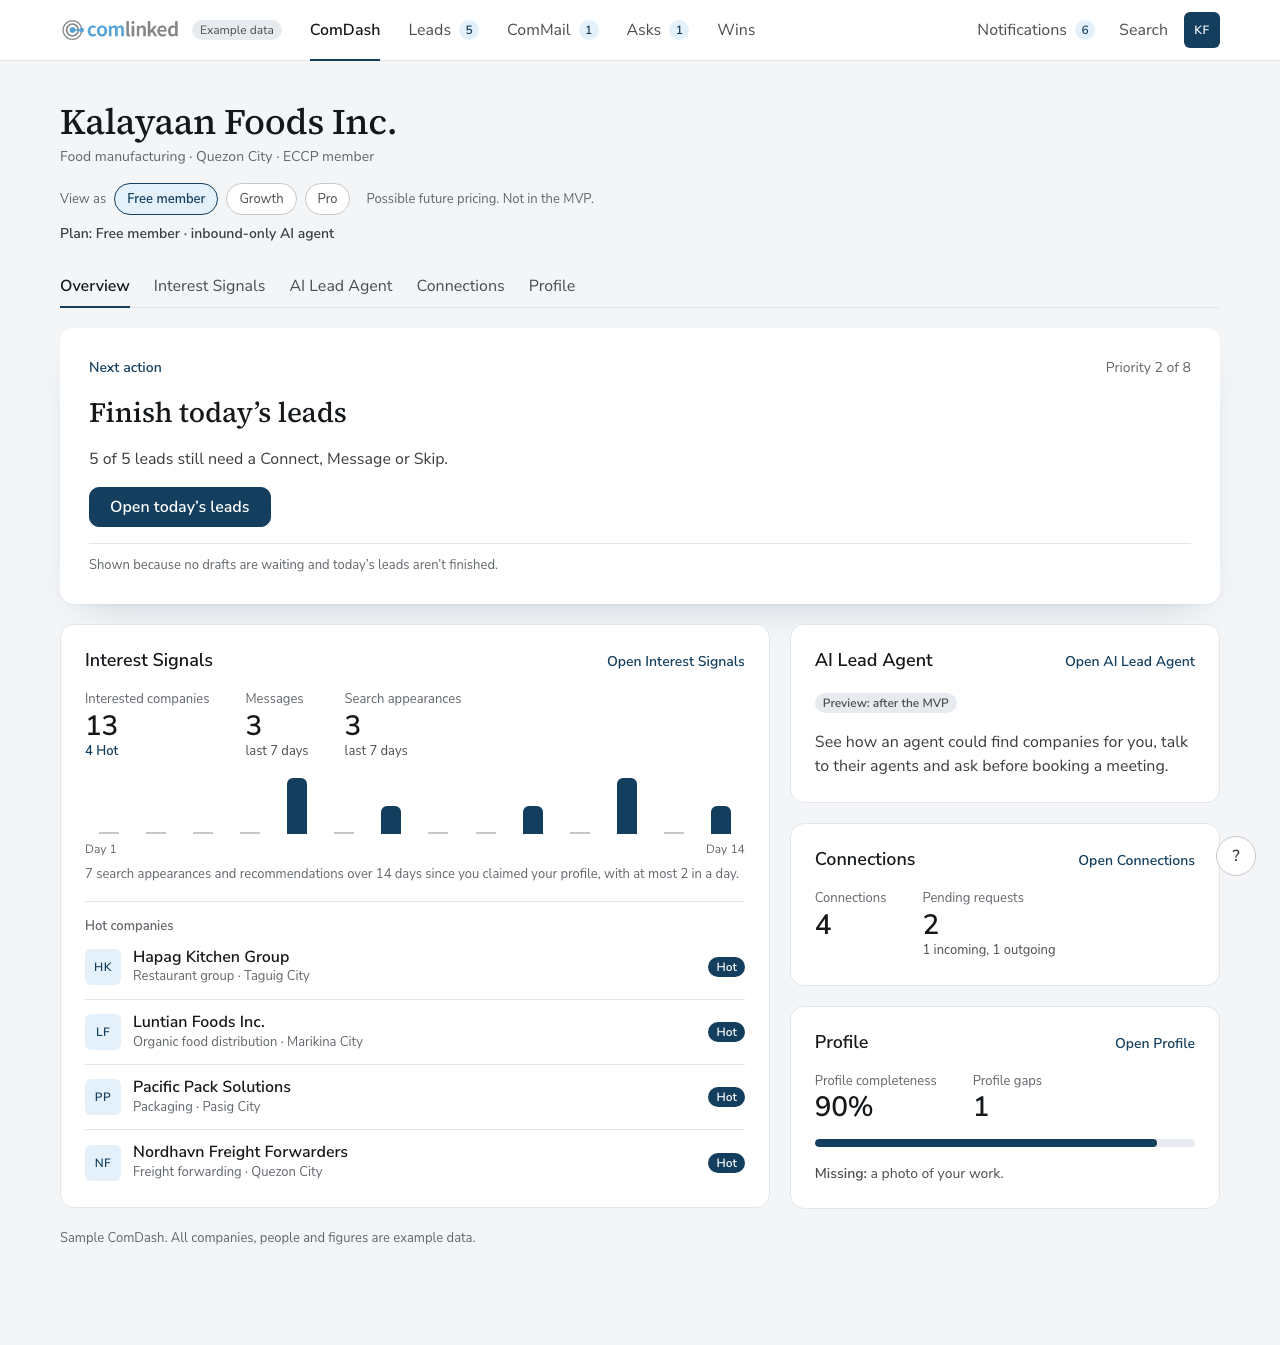 comlinked
Example data
ComDash
Leads 5
ComMail 1
Asks 1
Wins
Notifications 6
Search
KF
Kalayaan Foods Inc.
Food manufacturing · Quezon City · ECCP member
View as
Free member
Growth
Pro
Possible future pricing. Not in the MVP.
Plan: Free member · inbound-only AI agent
Overview
Interest Signals
AI Lead Agent
Connections
Profile
Next action
Priority 2 of 8
Finish today’s leads
5 of 5 leads still need a Connect, Message or Skip.
Open today’s leads
Shown because no drafts are waiting and today’s leads aren’t finished.
Interest Signals
Open Interest Signals
Interested companies
13
4 Hot
Messages
3
last 7 days
Search appearances
3
last 7 days
Day 1
Day 14
7 search appearances and recommendations over 14 days since you claimed your profile, with at most 2 in a day.
Hot companies
HK
Hapag Kitchen Group
Restaurant group · Taguig City
Hot
LF
Luntian Foods Inc.
Organic food distribution · Marikina City
Hot
PP
Pacific Pack Solutions
Packaging · Pasig City
Hot
NF
Nordhavn Freight Forwarders
Freight forwarding · Quezon City
Hot
AI Lead Agent
Open AI Lead Agent
Preview: after the MVP
See how an agent could find companies for you, talk
to their agents and ask before booking a meeting.
Connections
Open Connections
Connections
4
Pending requests
2
1 incoming, 1 outgoing
?
Profile
Open Profile
Profile completeness
90%
Profile gaps
1
Missing: a photo of your work.
Sample ComDash. All companies, people and figures are example data.